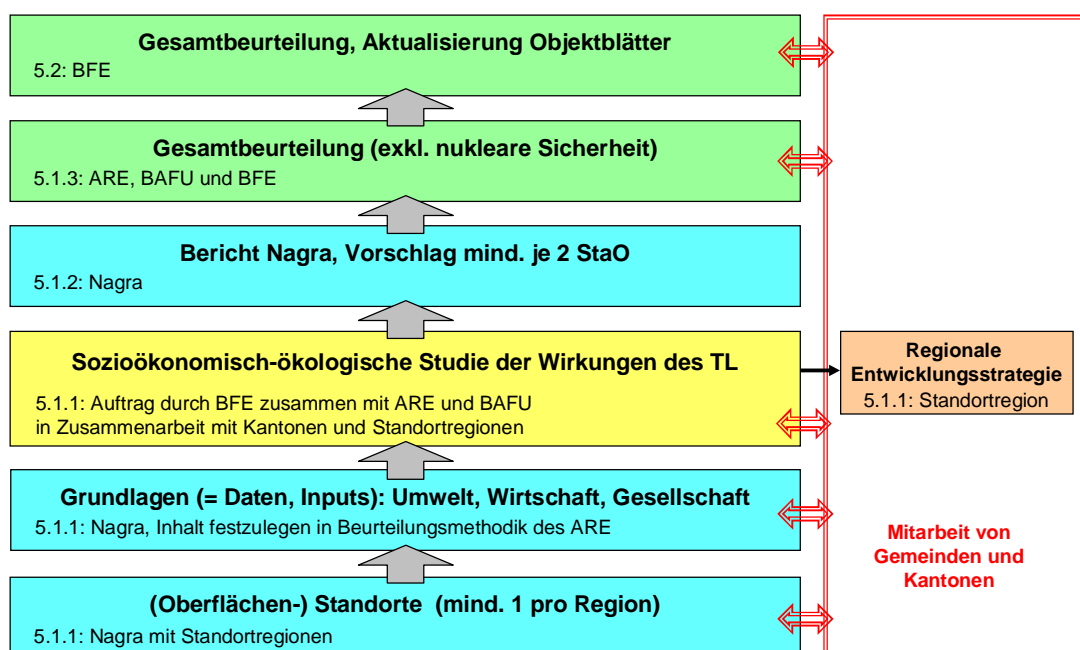 Gesamtbeurteilung, Aktualisierung Objektblätter
5.2: BFE
Gesamtbeurteilung (exkl. nukleare Sicherheit)
5.1.3: ARE, BAFU und BFE
Bericht Nagra, Vorschlag mind. je 2 StaO
5.1.2: Nagra
Sozioökonomisch-ökologische Studie der Wirkungen des TL
5.1.1: Auftrag durch BFE zusammen mit ARE und BAFU
in Zusammenarbeit mit Kantonen und Standortregionen
Regionale
Entwicklungsstrategie
5.1.1: Standortregion
Grundlagen (= Daten, Inputs): Umwelt, Wirtschaft, Gesellschaft
5.1.1: Nagra, Inhalt festzulegen in Beurteilungsmethodik des ARE
Mitarbeit von
Gemeinden und
Kantonen
(Oberflächen-) Standorte (mind. 1 pro Region)
5.1.1: Nagra mit Standortregionen